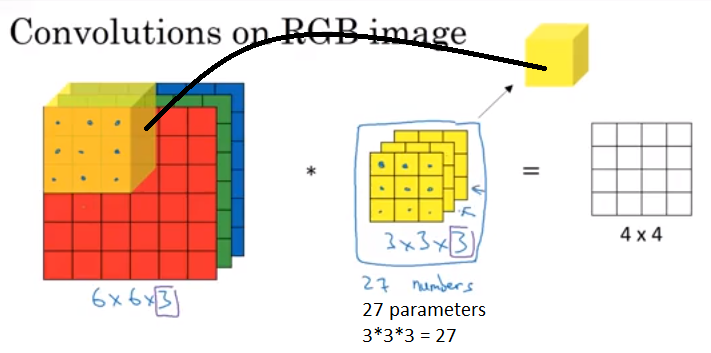 Convolutions on RGB image
*
=
6 x 6 x 3
3 x 3 x 3
4 x 4
27 numbers
27 parameters
3*3*3 = 27